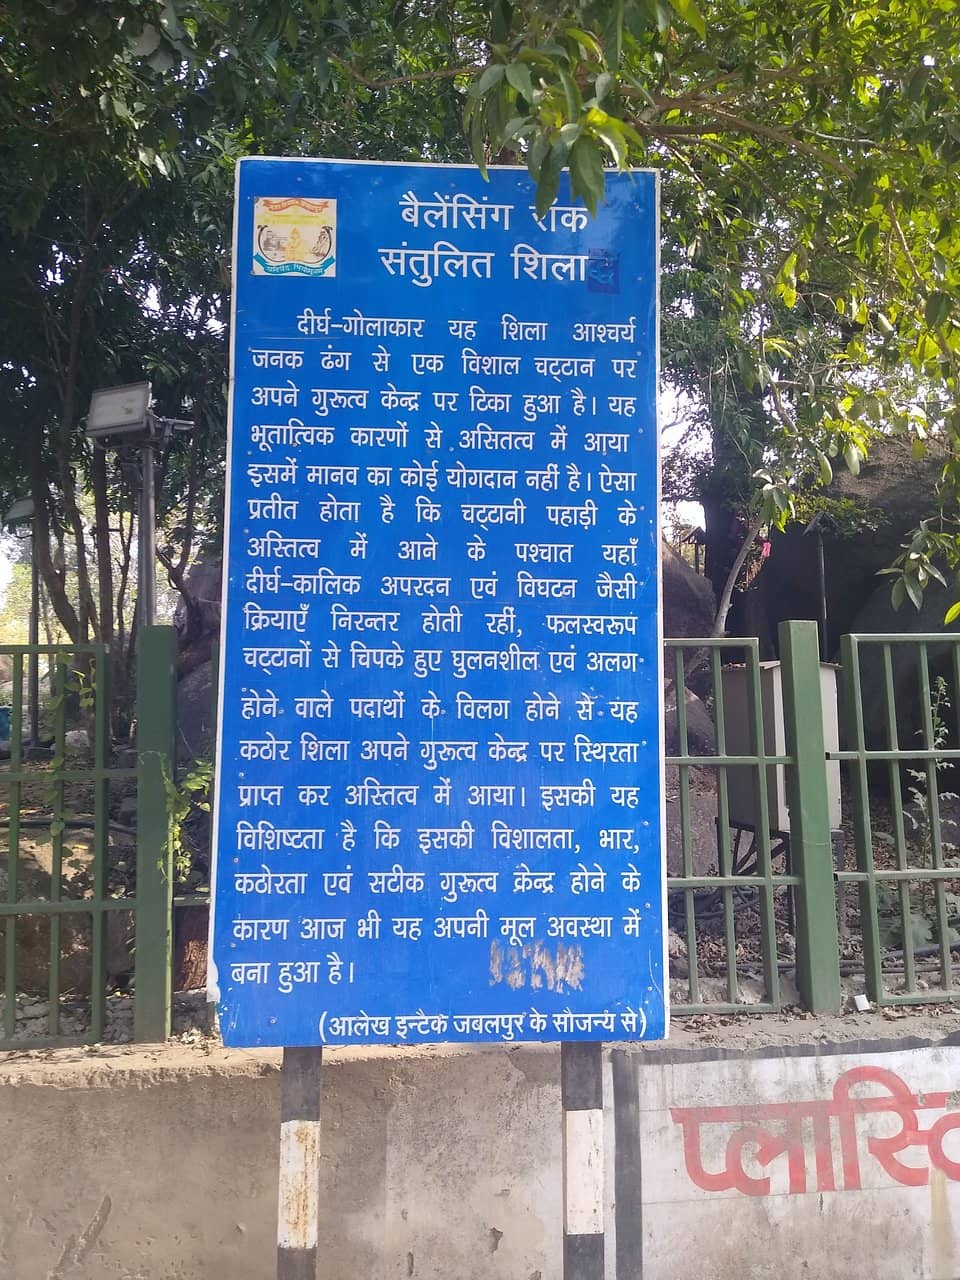 बैलेंसिंग रॉक
संतुलित शिला
दीर्घ-गोलाकार यह शिला आश्चर्य
जनक ढंग से एक विशाल चट्टान पर
अपने गुरूत्व केन्द्र पर टिका हुआ है। यह
भूतात्विक कारणों से असितत्व में आया
इसमें मानव का कोई योगदान नहीं है। ऐसा
प्रतीत होता है कि चट्टानी पहाड़ी के
अस्तित्व में आने के पश्चात यहाँ
दीर्घ-कालिक अपरदन एवं विघटन जैसी
क्रियाएँ निरन्तर होती रहीं, फलस्वरूप
चट्टानों से चिपके हुए घुलनशील एवं अलग
होने वाले पदाथों के विलग होने से यह
कठोर शिला अपने गुरूत्व केन्द्र पर स्थिरता
प्राप्त कर अस्तित्व में आया। इसकी यह
विशिष्टता है कि इसकी विशालता, भार,
कठोरता एवं सटीक गुरूत्व क्रेन्द्र होने के
कारण आज भी यह अपनी मूल अवस्था में
बना हुआ है।
(आलेख इन्टैक जबलपुर के सौजन्य से)
प्लास्टि